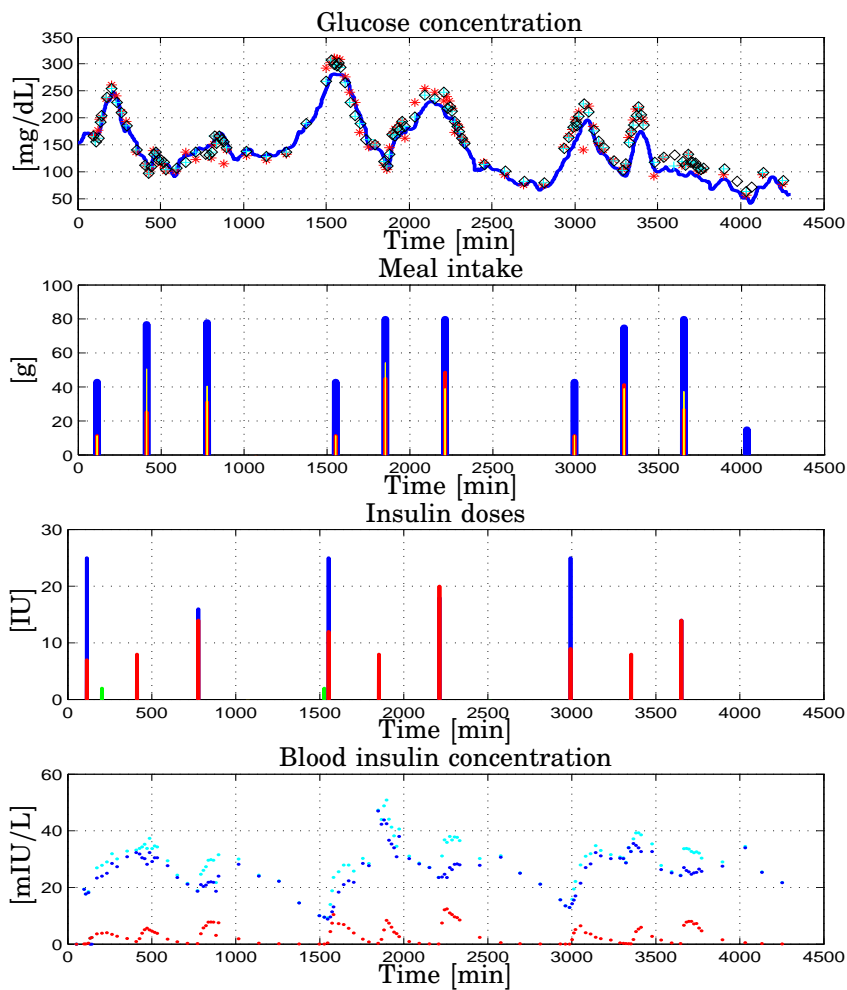 Glucose concentration
350
300
250
200
150
100
50
[mg/dL]
0 500 1000 1500 2000 2500 3000 3500 4000 4500
Time [min]
Meal intake
100
80
60
40
20
0
[g]
0 500 1000 1500 2000 2500 3000 3500 4000 4500
Time [min]
Insulin doses
30
20
10
0
[IU]
0 500 1000 1500 2000 2500 3000 3500 4000 4500
Time [min]
Blood insulin concentration
60
40
20
0
[mIU/L]
0 500 1000 1500 2000 2500 3000 3500 4000 4500
Time [min]